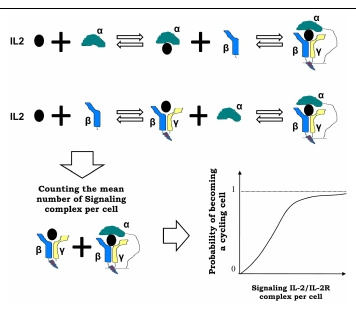 α
IL2 + α β α β γ
IL2 + β β γ + α α β γ
Counting the mean
number of Signaling
complex per cell
β γ + α β γ
Probability of becoming
a cycling cell
1
0
Signaling IL-2/IL-2R
complex per cell